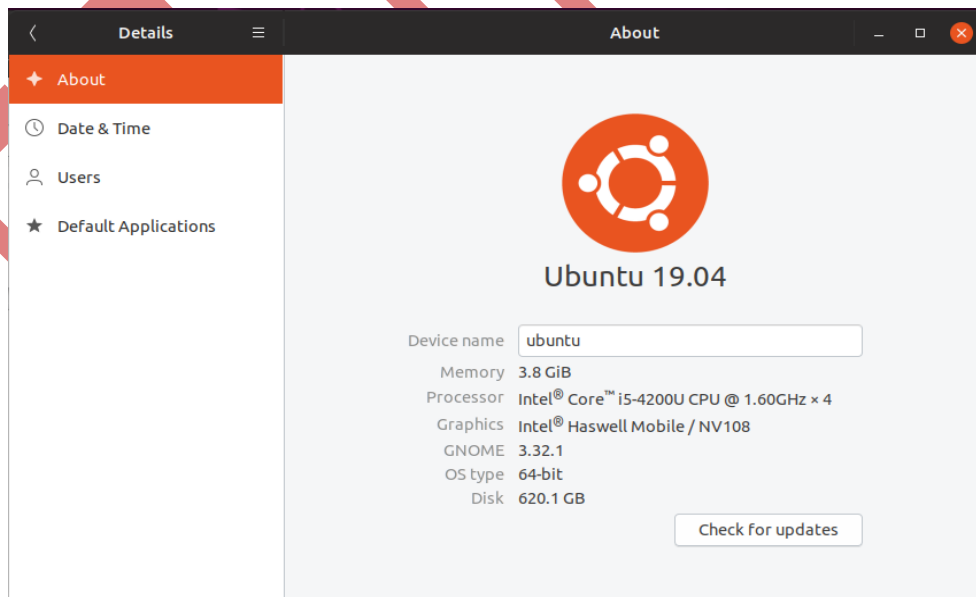 Details
About
About
Date & Time
Users
Default Applications
Ubuntu 19.04
Device name ubuntu
Memory 3.8 GiB
Processor Intel® Core™ i5-4200U CPU @ 1.60GHz × 4
Graphics Intel® Haswell Mobile / NV108
GNOME 3.32.1
OS type 64-bit
Disk 620.1 GB
Check for updates